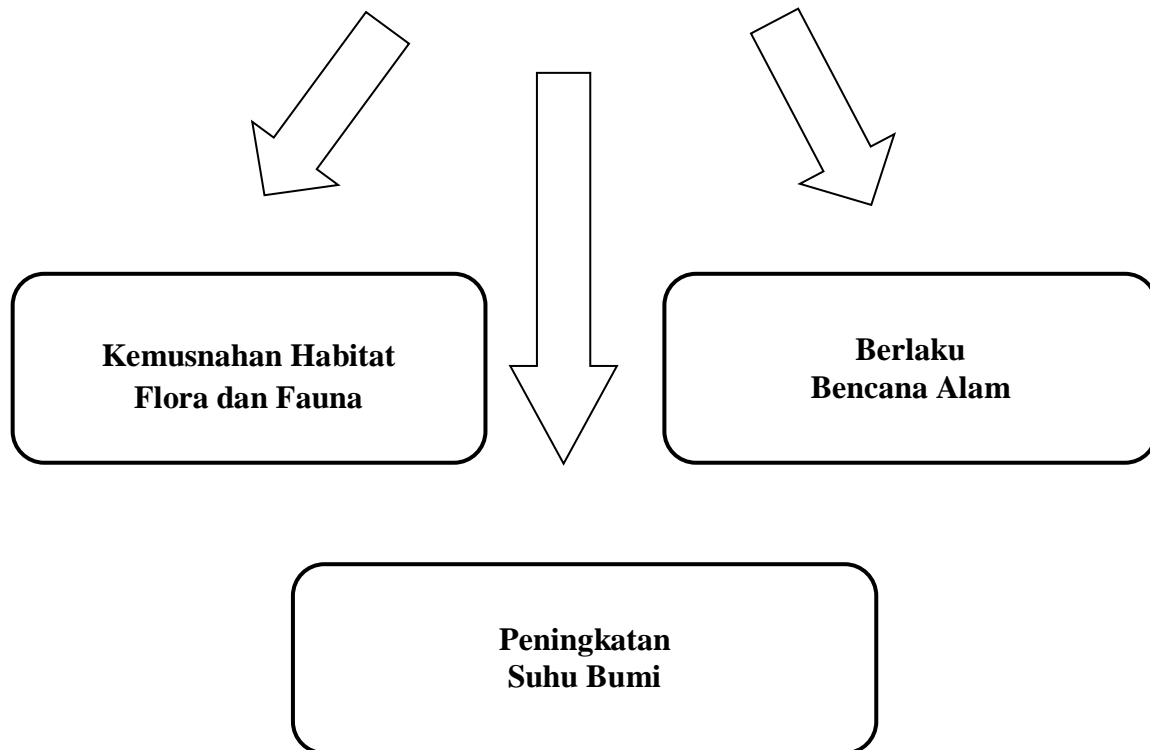 Kemusnahan Habitat
Flora dan Fauna
Berlaku
Bencana Alam
Peningkatan
Suhu Bumi